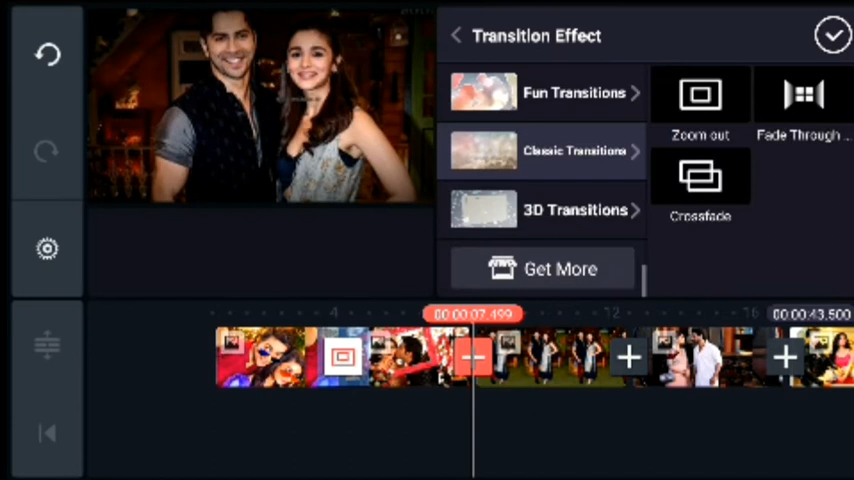 Transition Effect
Fun Transitions
Classic Transitions
3D Transitions
Get More
Zoom out
Fade Through ...
Crossfade
4
00:00:07.499
12
16
00:00:43.500